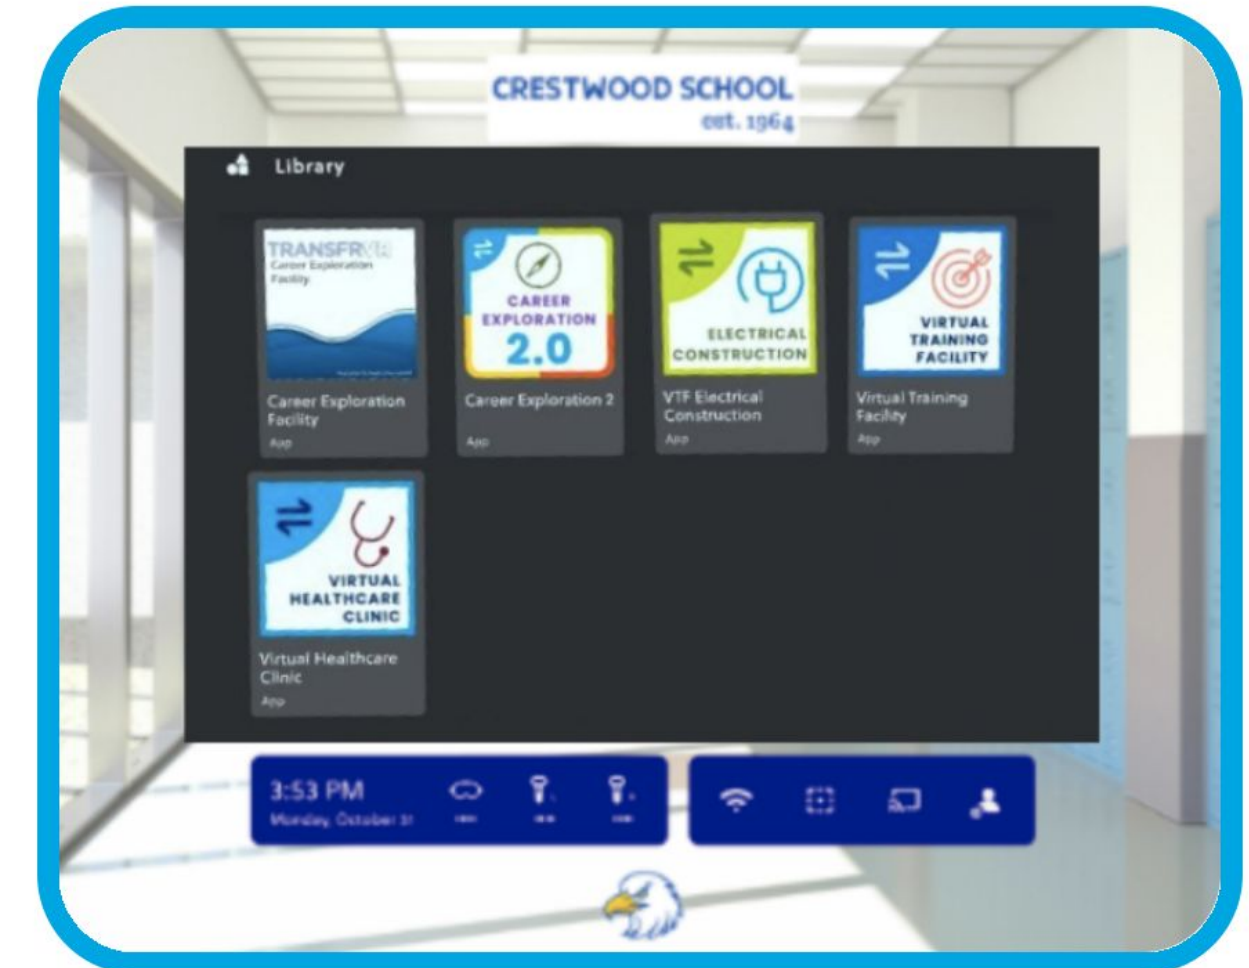 CRESTWOOD SCHOOL
est. 1964
Library
TRANSFRVR
Career Exploration
Facility
CAREER
EXPLORATION
2.0
ELECTRICAL
CONSTRUCTION
VIRTUAL
TRAINING
FACILITY
Career Exploration
Facility
App
Career Exploration 2
App
VTF Electrical
Construction
App
Virtual Training
Facility
App
VIRTUAL
HEALTHCARE
CLINIC
Virtual Healthcare
Clinic
App
3:53 PM
Monday, October 31